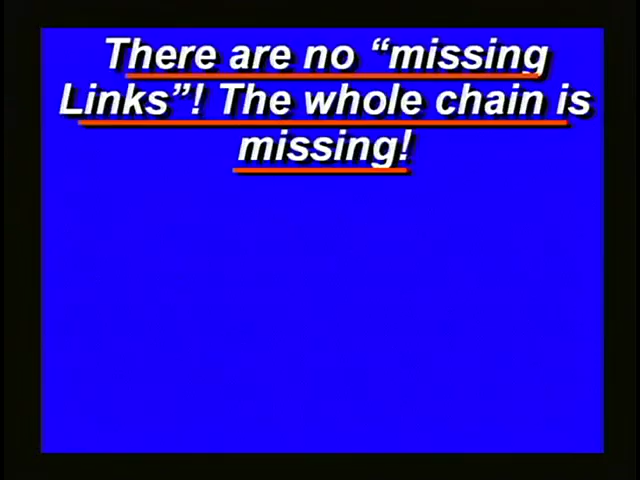 There are no “missing
Links”! The whole chain is
missing!